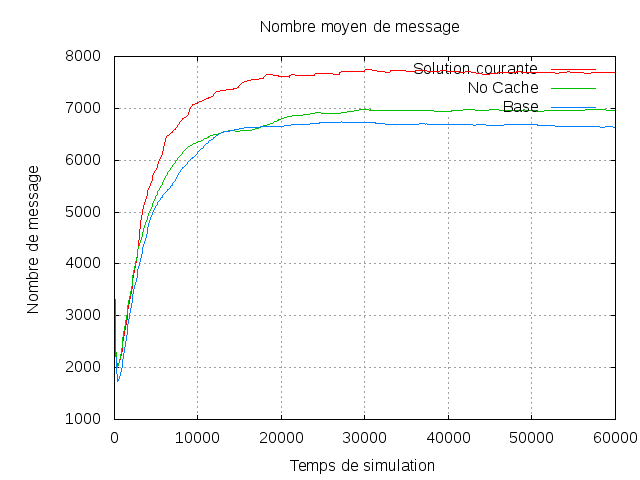 Nombre moyen de message
8000
Solution courante
No Cache
7000
Base
6000
5000
4000
3000
2000
1000
Nombre de message
0 10000 20000 30000 40000 50000 60000
Temps de simulation